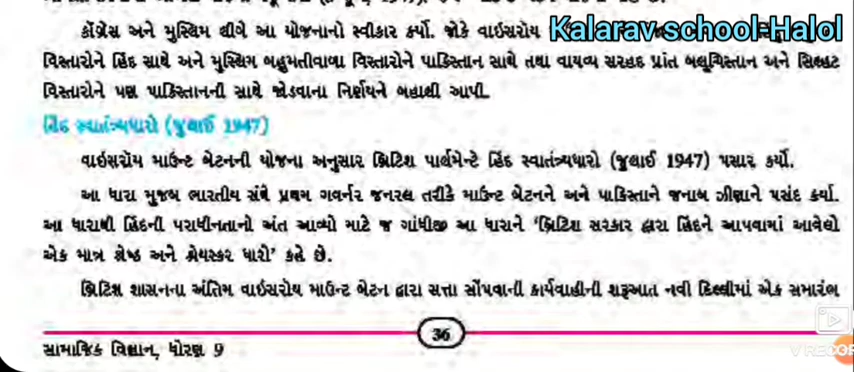 કૉંગ્રેસ અને મુસ્લિમ લીગે આ યોજનાનો સ્વીકાર કર્યો. જોકે વાઇસરૉય
Kalarav school-Halol
વિસ્તારોને હિંદ સાથે અને મુસ્લિમ બહુમતીવાળા વિસ્તારોને પાકિસ્તાન સાથે તથા વાયવ્ય સરહદ પ્રાંત બલુચિસ્તાન અને સિલહટ
વિસ્તારોને પણ પાકિસ્તાનની સાથે જોડવાના નિર્ણયને બહાલી આપી.
હિંદ સ્વાતંત્ર્યધારો (જુલાઈ 1947)
વાઇસરૉય માઉન્ટ બેટનની યોજના અનુસાર બ્રિટિશ પાર્લમેન્ટે હિંદ સ્વાતંત્ર્યધારો (જુલાઈ 1947) પસાર કર્યો.
આ ધારા મુજબ ભારતીય સંઘે પ્રથમ ગવર્નર જનરલ તરીકે માઉન્ટ બેટનને અને પાકિસ્તાને જનાબ ઝીણાને પસંદ કર્યા.
આ ધારાથી હિંદની પરાધીનતાનો અંત આવ્યો માટે જ ગાંધીજી આ ધારાને ‘બ્રિટિશ સરકાર દ્વારા હિંદને આપવામાં આવેલો
એક માત્ર શ્રેષ્ઠ અને શ્રેયસ્કર ધારો’ કહે છે.
બ્રિટિશ શાસનના અંતિમ વાઇસરોય માઉન્ટ બેટન દ્વારા સત્તા સોંપવાની કાર્યવાહીની શરૂઆત નવી દિલ્લીમાં એક સમારંભ
36
સામાજિક વિજ્ઞાન, ધોરણ 9
V RECO